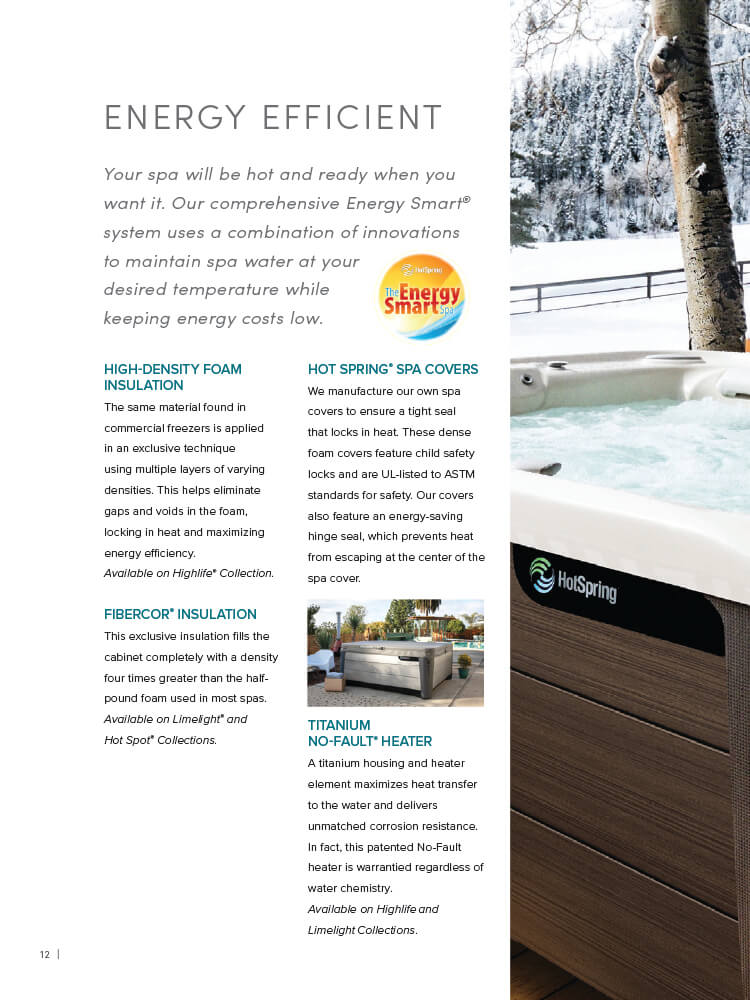 ENERGY EFFICIENT
Your spa will be hot and ready when you
want it. Our comprehensive Energy Smart®
system uses a combination of innovations
to maintain spa water at your
desired temperature while
keeping energy costs low.
HotSpring
The Energy
Smart Spa
HIGH-DENSITY FOAM
INSULATION
The same material found in
commercial freezers is applied
in an exclusive technique
using multiple layers of varying
densities. This helps eliminate
gaps and voids in the foam,
locking in heat and maximizing
energy efficiency.
Available on Highlife® Collection.
FIBERCOR® INSULATION
This exclusive insulation fills the
cabinet completely with a density
four times greater than the half-
pound foam used in most spas.
Available on Limelight® and
Hot Spot® Collections.
HOT SPRING® SPA COVERS
We manufacture our own spa
covers to ensure a tight seal
that locks in heat. These dense
foam covers feature child safety
locks and are UL-listed to ASTM
standards for safety. Our covers
also feature an energy-saving
hinge seal, which prevents heat
from escaping at the center of the
spa cover.
TITANIUM
NO-FAULT® HEATER
A titanium housing and heater
element maximizes heat transfer
to the water and delivers
unmatched corrosion resistance.
In fact, this patented No-Fault
heater is warrantied regardless of
water chemistry.
Available on Highlife and
Limelight Collections.
HotSpring
12 |